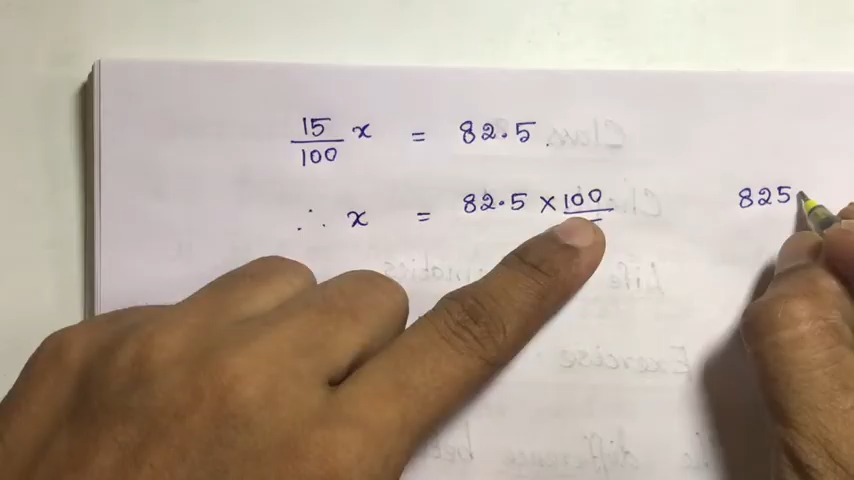 15/100 x = 82.5
∴ x = 82.5 × 100
825